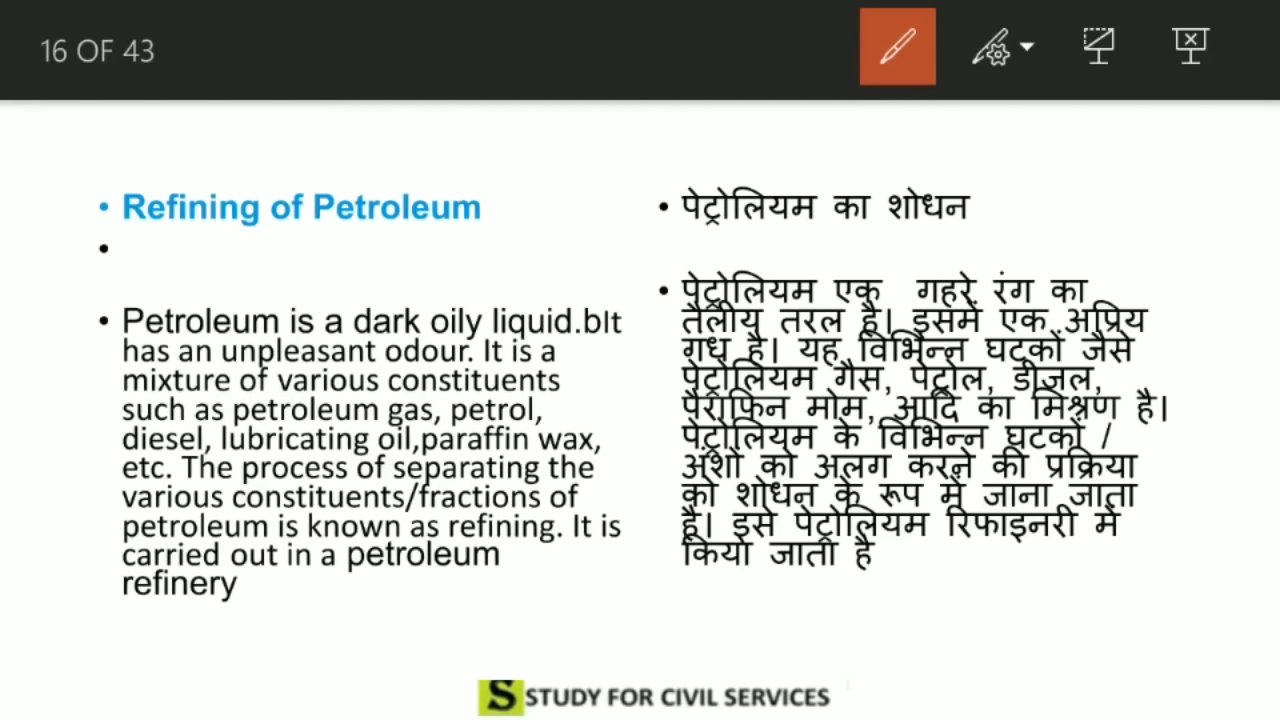 16 OF 43
Refining of Petroleum
Petroleum is a dark oily liquid.bIt
has an unpleasant odour. It is a
mixture of various constituents
such as petroleum gas, petrol,
diesel, lubricating oil,paraffin wax,
etc. The process of separating the
various constituents/fractions of
petroleum is known as refining. It is
carried out in a petroleum
refinery
पेट्रोलियम का शोधन
पेट्रोलियम एक गहरे रंग का
तैलीय तरल है। इसमें एक अप्रिय
गंध है। यह विभिन्न घटकों जैसे
पेट्रोलियम गैस, पेट्रोल, डीजल,
पैराफिन मोम, आदि का मिश्रण है।
पेट्रोलियम के विभिन्न घटकों /
अंशों को अलग करने की प्रक्रिया
को शोधन के रूप में जाना जाता
है। इसे पेट्रोलियम रिफाइनरी में
किया जाता है
S STUDY FOR CIVIL SERVICES